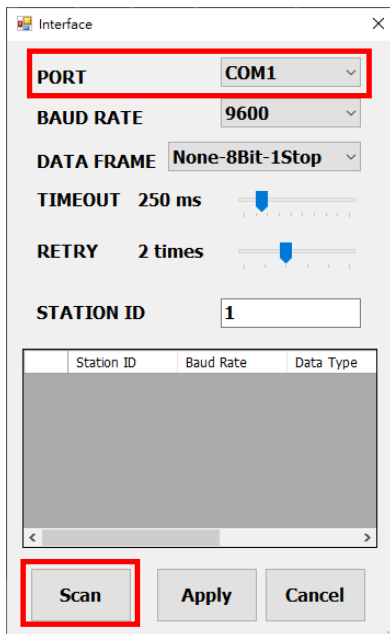 Interface
PORT COM1
BAUD RATE 9600
DATA FRAME None-8Bit-1Stop
TIMEOUT 250 ms
RETRY 2 times
STATION ID 1
Station ID Baud Rate Data Type
Scan Apply Cancel